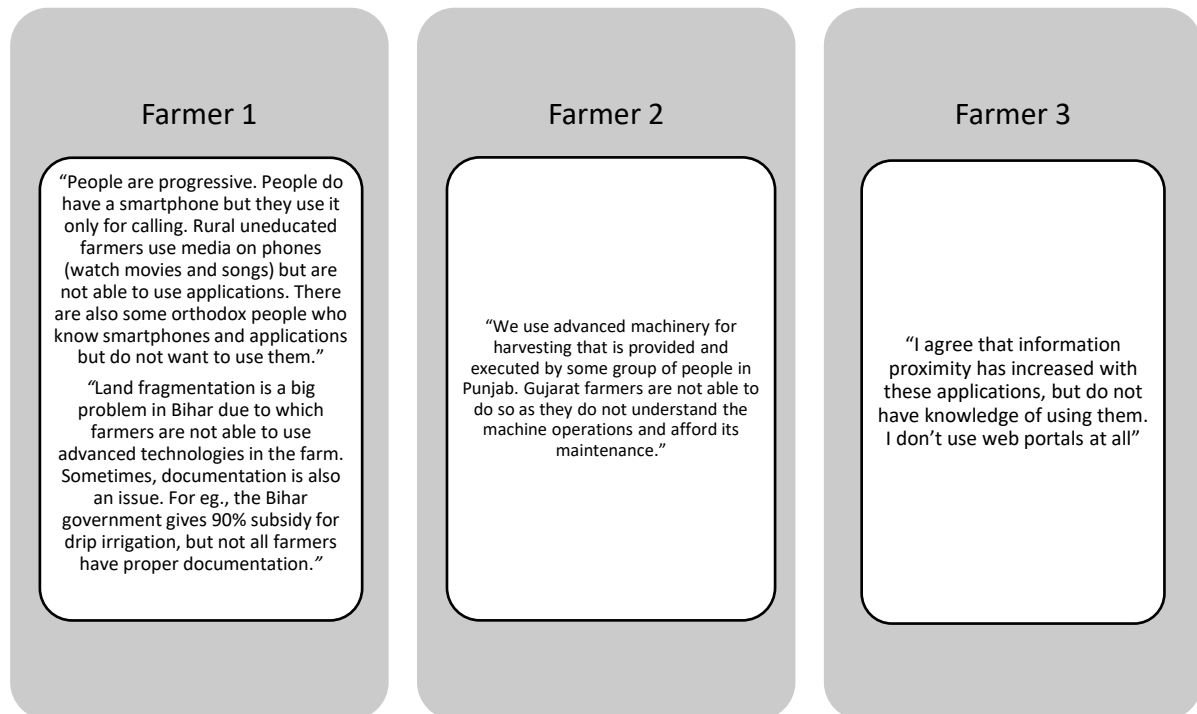 Farmer 1
“People are progressive. People do
have a smartphone but they use it
only for calling. Rural uneducated
farmers use media on phones
(watch movies and songs) but are
not able to use applications. There
are also some orthodox people who
know smartphones and applications
but do not want to use them.”
“Land fragmentation is a big
problem in Bihar due to which
farmers are not able to use
advanced technologies in the farm.
Sometimes, documentation is also
an issue. For eg., the Bihar
government gives 90% subsidy for
drip irrigation, but not all farmers
have proper documentation.”
Farmer 2
“We use advanced machinery for
harvesting that is provided and
executed by some group of people in
Punjab. Gujarat farmers are not able to
do so as they do not understand the
machine operations and afford its
maintenance.”
Farmer 3
“I agree that information
proximity has increased with
these applications, but do not
have knowledge of using them.
I don’t use web portals at all”